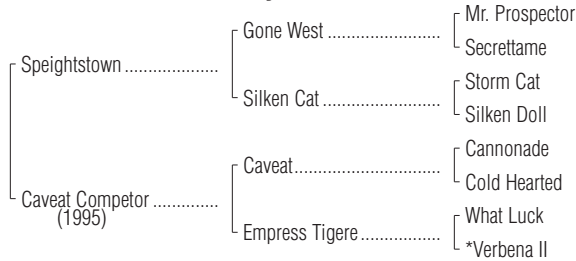 Mr. Prospector
Gone West ....................
Secrettame
Speightstown ...................
Storm Cat
Silken Cat .....................
Silken Doll
Cannonade
Caveat...........................
Cold Hearted
Caveat Competor ..............
(1995)
What Luck
Empress Tigere ................
*Verbena II